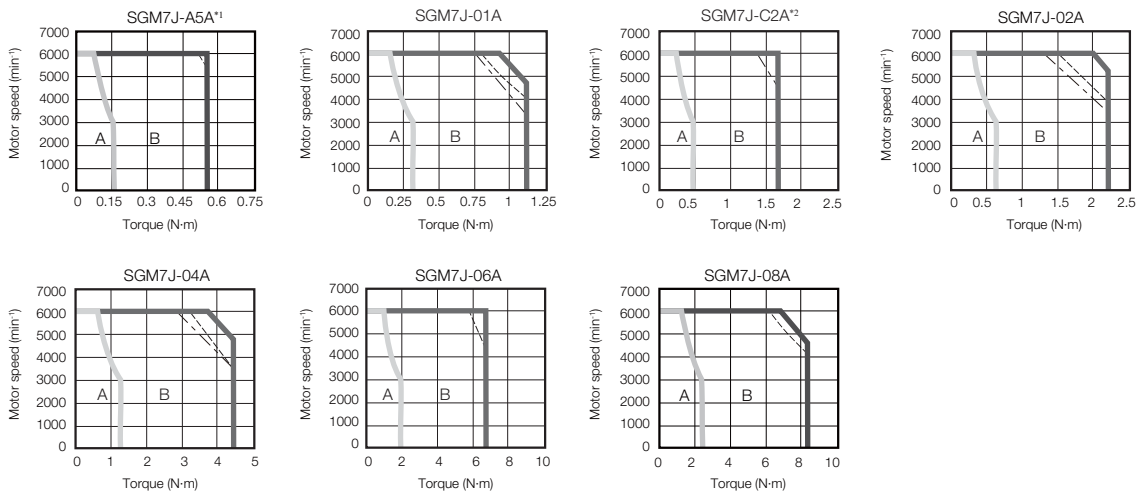 SGM7J-A5A*1
Motor speed (min-1)
7000
6000
5000
4000
3000
2000
1000
0
A
B
0 0.15 0.3 0.45 0.6 0.75
Torque (N·m)
SGM7J-01A
Motor speed (min-1)
7000
6000
5000
4000
3000
2000
1000
0
A
B
0 0.25 0.5 0.75 1 1.25
Torque (N·m)
SGM7J-C2A*2
Motor speed (min-1)
7000
6000
5000
4000
3000
2000
1000
0
A
B
0 0.5 1 1.5 2 2.5
Torque (N·m)
SGM7J-02A
Motor speed (min-1)
7000
6000
5000
4000
3000
2000
1000
0
A
B
0 0.5 1 1.5 2 2.5
Torque (N·m)
SGM7J-04A
Motor speed (min-1)
7000
6000
5000
4000
3000
2000
1000
0
A
B
0 1 2 3 4 5
Torque (N·m)
SGM7J-06A
Motor speed (min-1)
7000
6000
5000
4000
3000
2000
1000
0
A
B
0 2 4 6 8 10
Torque (N·m)
SGM7J-08A
Motor speed (min-1)
7000
6000
5000
4000
3000
2000
1000
0
A
B
0 2 4 6 8 10
Torque (N·m)